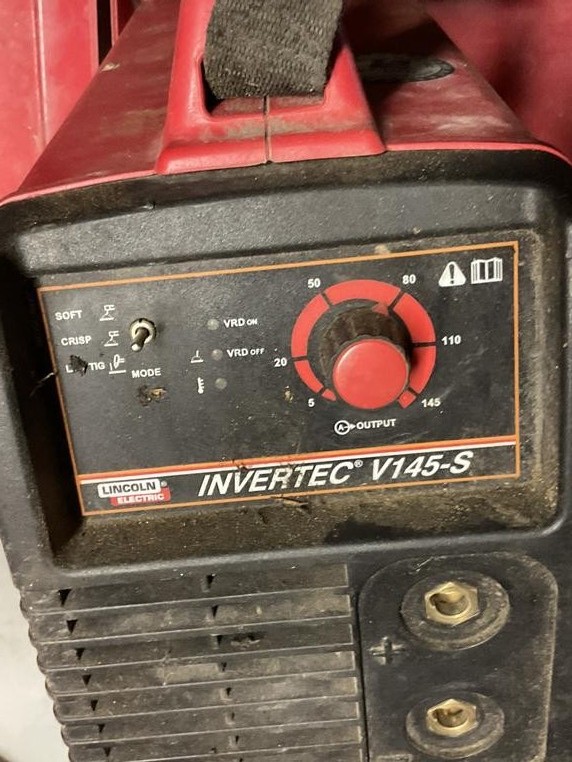 SOFT
CRISP
TIG
MODE
VRD ON
VRD OFF
50
80
20
110
5
145
A
OUTPUT
LINCOLN®
ELECTRIC
INVERTEC® V145-S
+